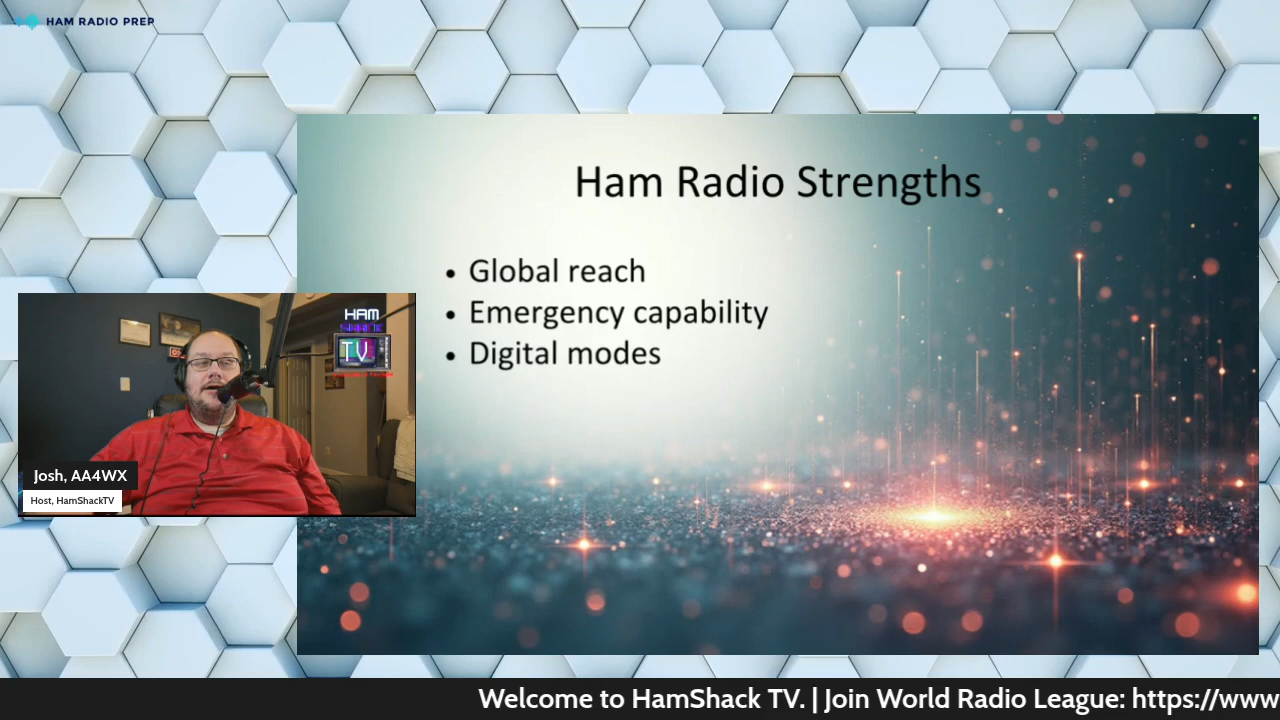 HAM RADIO PREP
Ham Radio Strengths
• Global reach
• Emergency capability
• Digital modes
HAM
SHACK
TV
Josh, AA4WX
Host, HamShackTV
Welcome to HamShack TV. | Join World Radio League: https://www